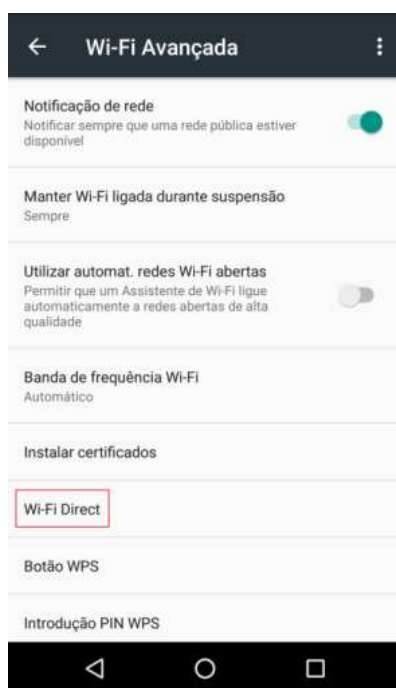 Wi-Fi Avançada
Notificação de rede
Notificar sempre que uma rede pública estiver
disponível
Manter Wi-Fi ligada durante suspensão
Sempre
Utilizar automat. redes Wi-Fi abertas
Permitir que um Assistente de Wi-Fi ligue
automaticamente a redes abertas de alta
qualidade
Banda de frequência Wi-Fi
Automático
Instalar certificados
Wi-Fi Direct
Botão WPS
Introdução PIN WPS